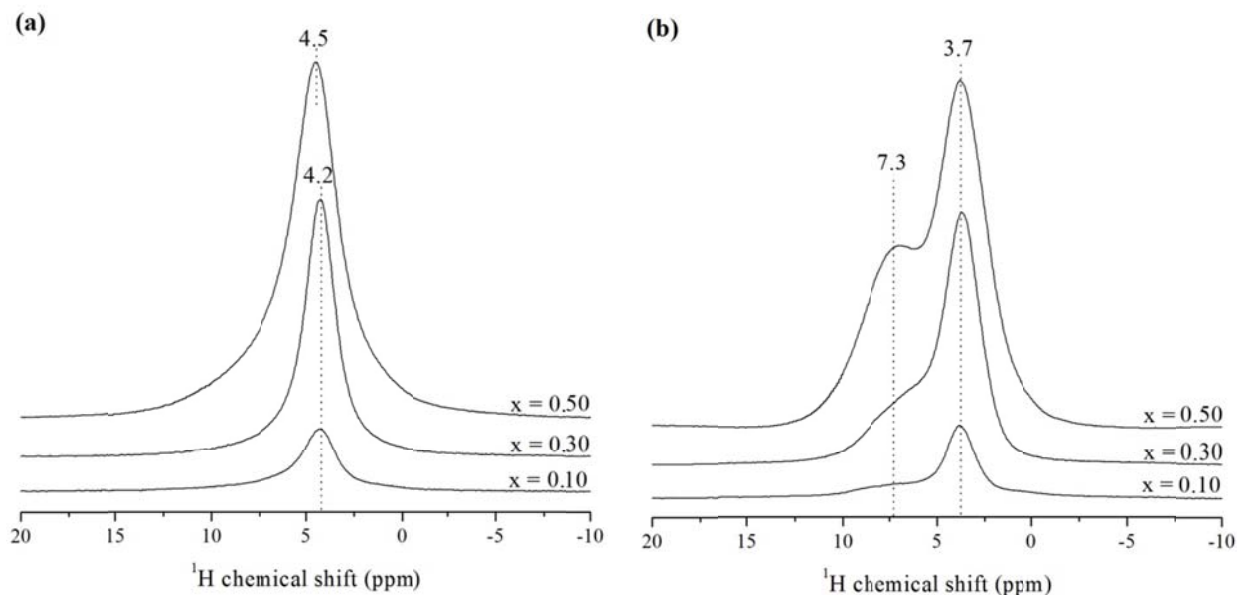 (a)
4.5
4.2
x = 0.50
x = 0.30
x = 0.10
20 15 10 5 0 -5 -10
¹H chemical shift (ppm)
(b)
3.7
7.3
x = 0.50
x = 0.30
x = 0.10
20 15 10 5 0 -5 -10
¹H chemical shift (ppm)